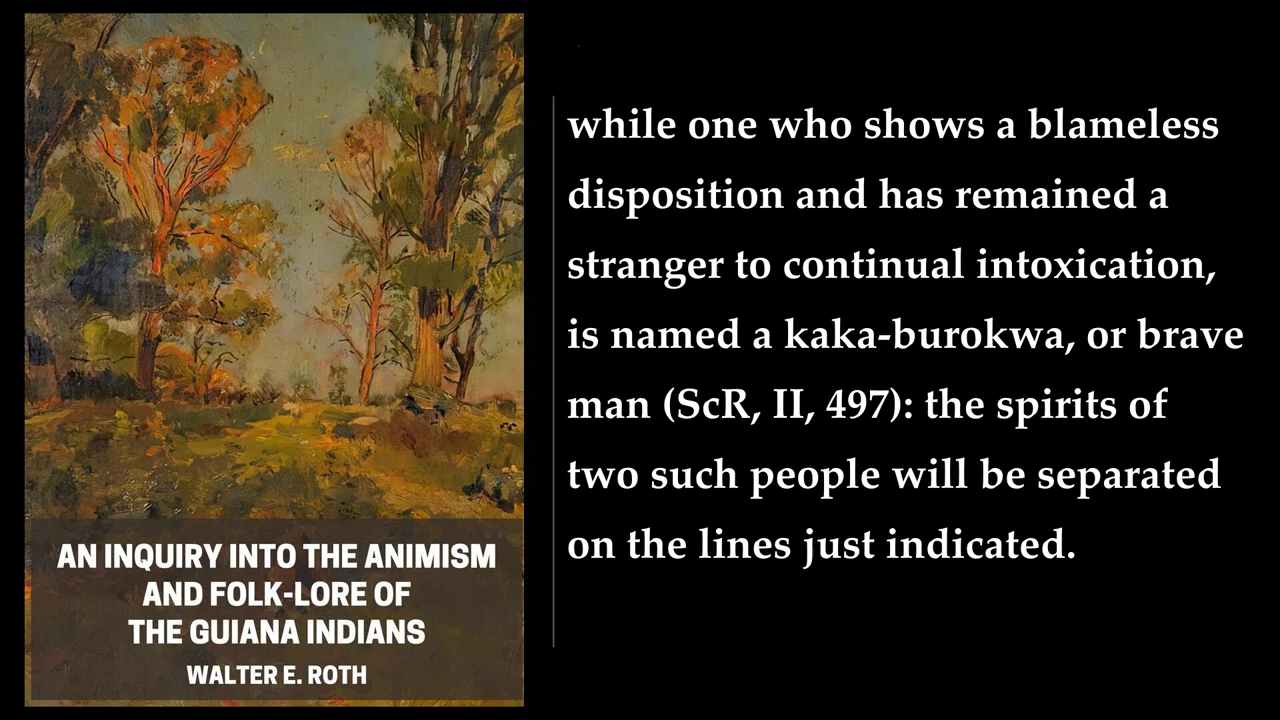 while one who shows a blameless
disposition and has remained a
stranger to continual intoxication,
is named a kaka-burokwa, or brave
man (ScR, II, 497): the spirits of
two such people will be separated
on the lines just indicated.
AN INQUIRY INTO THE ANIMISM
AND FOLK-LORE OF
THE GUIANA INDIANS
WALTER E. ROTH